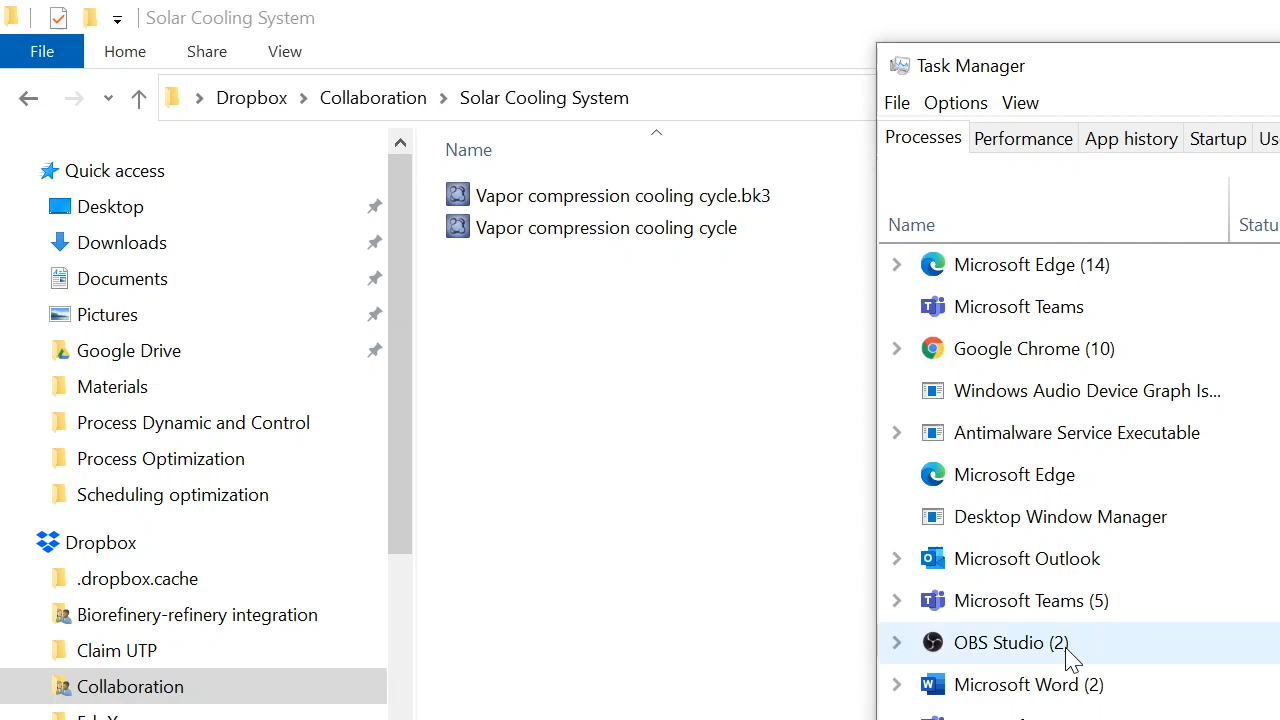 Solar Cooling System
File
Home
Share
View
Dropbox
Collaboration
Solar Cooling System
Quick access
Desktop
Downloads
Documents
Pictures
Google Drive
Materials
Process Dynamic and Control
Process Optimization
Scheduling optimization
Dropbox
.dropbox.cache
Biorefinery-refinery integration
Claim UTP
Collaboration
Name
Vapor compression cooling cycle.bk3
Vapor compression cooling cycle
Task Manager
File Options View
Processes Performance App history Startup Us
Name
Statu
Microsoft Edge (14)
Microsoft Teams
Google Chrome (10)
Windows Audio Device Graph Is...
Antimalware Service Executable
Microsoft Edge
Desktop Window Manager
Microsoft Outlook
Microsoft Teams (5)
OBS Studio (2)
Microsoft Word (2)